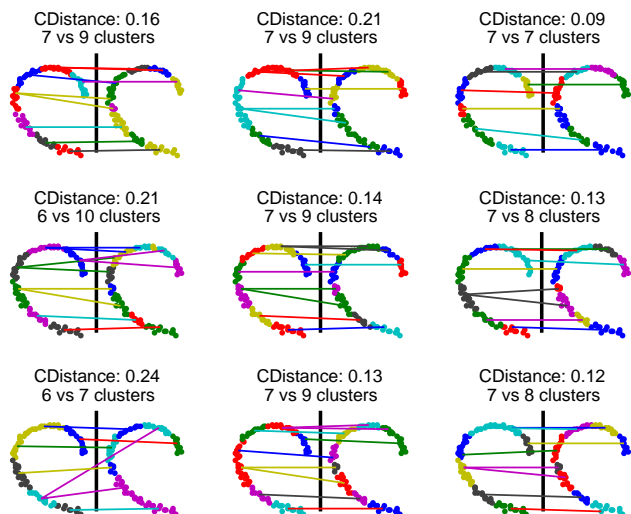 CDistance: 0.16
7 vs 9 clusters
CDistance: 0.21
7 vs 9 clusters
CDistance: 0.09
7 vs 7 clusters
CDistance: 0.21
6 vs 10 clusters
CDistance: 0.14
7 vs 9 clusters
CDistance: 0.13
7 vs 8 clusters
CDistance: 0.24
6 vs 7 clusters
CDistance: 0.13
7 vs 9 clusters
CDistance: 0.12
7 vs 8 clusters